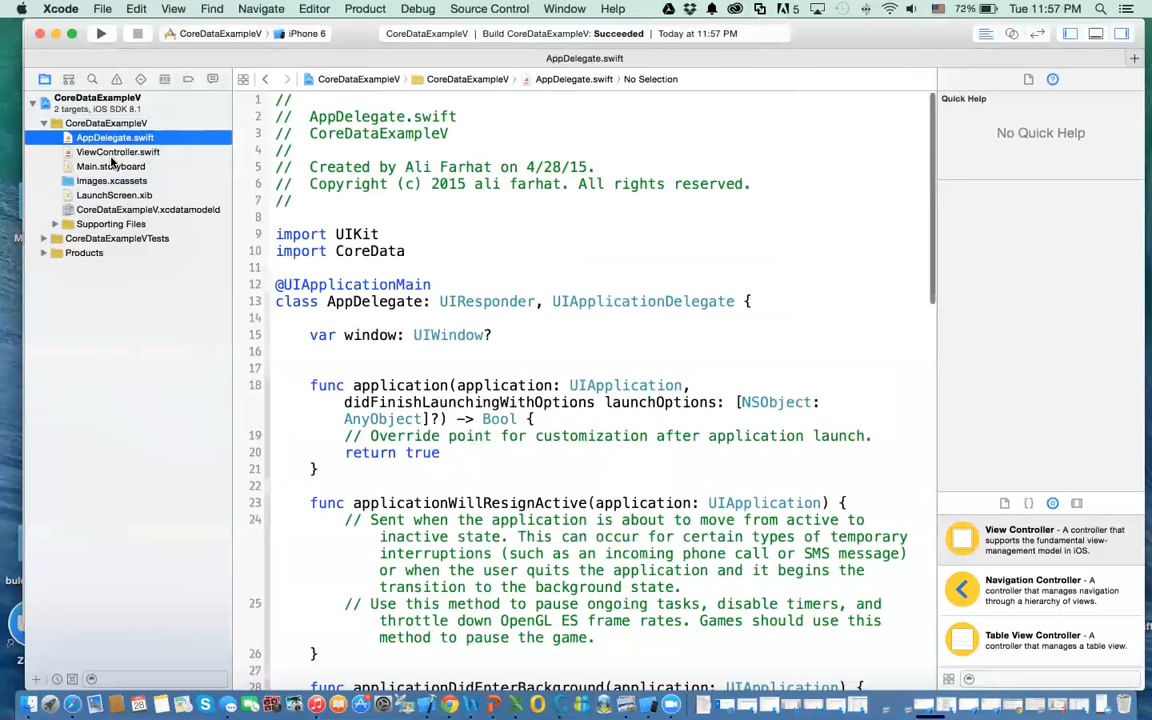 Xcode File Edit View Find Navigate Editor Product Debug Source Control Window Help 5 72% Tue 11:57 PM
CoreDataExampleV iPhone 6 CoreDataExampleV Build CoreDataExampleV: Succeeded Today at 11:57 PM
AppDelegate.swift
CoreDataExampleV CoreDataExampleV AppDelegate.swift No Selection
CoreDataExampleV
2 targets, iOS SDK 8.1
CoreDataExampleV
AppDelegate.swift
ViewController.swift
Main.storyboard
Images.xcassets
LaunchScreen.xib
CoreDataExampleV.xcdatamodeld
Supporting Files
CoreDataExampleVTests
Products
1 //
2 // AppDelegate.swift
3 // CoreDataExampleV
4 //
5 // Created by Ali Farhat on 4/28/15.
6 // Copyright (c) 2015 ali farhat. All rights reserved.
7 //
8
9 import UIKit
10 import CoreData
11
12 @UIApplicationMain
13 class AppDelegate: UIResponder, UIApplicationDelegate {
14
15 var window: UIWindow?
16
17
18 func application(application: UIApplication,
didFinishLaunchingWithOptions launchOptions: [NSObject:
AnyObject]?) -> Bool {
19 // Override point for customization after application launch.
20 return true
21 }
22
23 func applicationWillResignActive(application: UIApplication) {
24 // Sent when the application is about to move from active to
inactive state. This can occur for certain types of temporary
interruptions (such as an incoming phone call or SMS message)
or when the user quits the application and it begins the
transition to the background state.
25 // Use this method to pause ongoing tasks, disable timers, and
throttle down OpenGL ES frame rates. Games should use this
method to pause the game.
26 }
27
28 func applicationDidEnterBackground(application: UIApplication) {
Quick Help
No Quick Help
View Controller - A controller that
supports the fundamental view-
management model in iOS.
Navigation Controller - A
controller that manages navigation
through a hierarchy of views.
Table View Controller - A
controller that manages a table view.